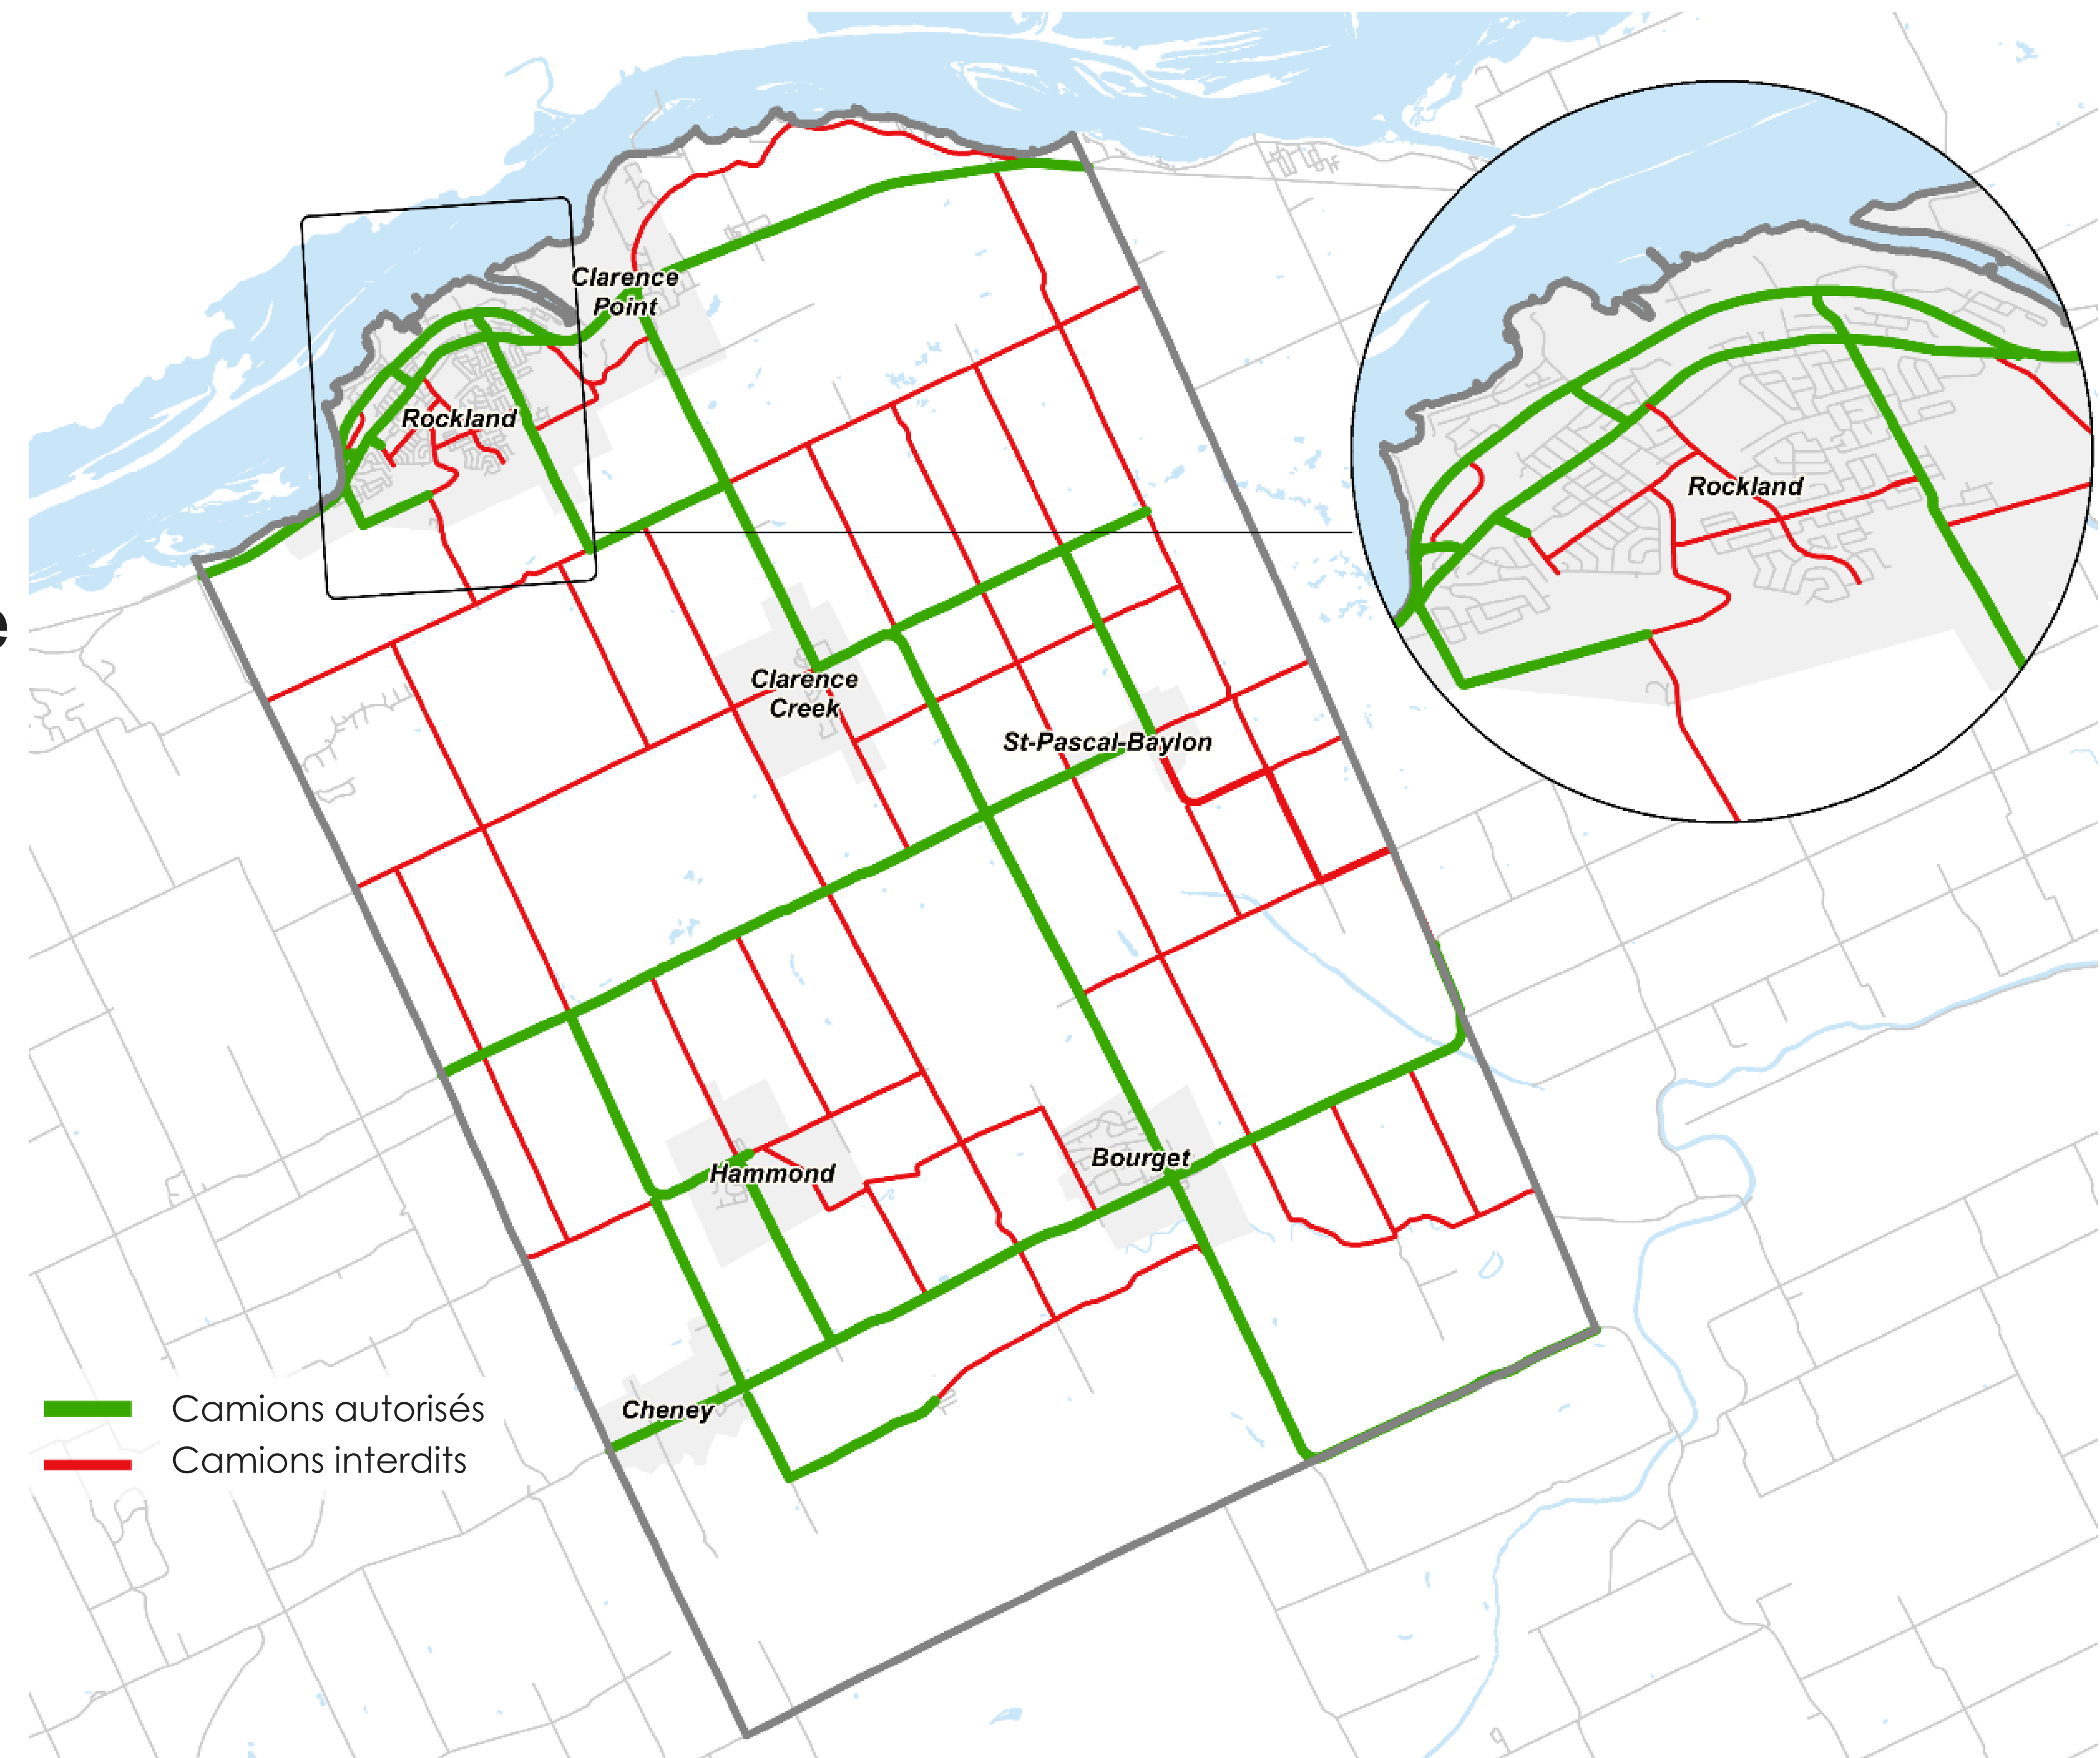 Clarence
Point
Rockland
Rockland
Clarence
Creek
St-Pascal-Baylon
Bourget
Hammond
Cheney
Camions autorisés
Camions interdits